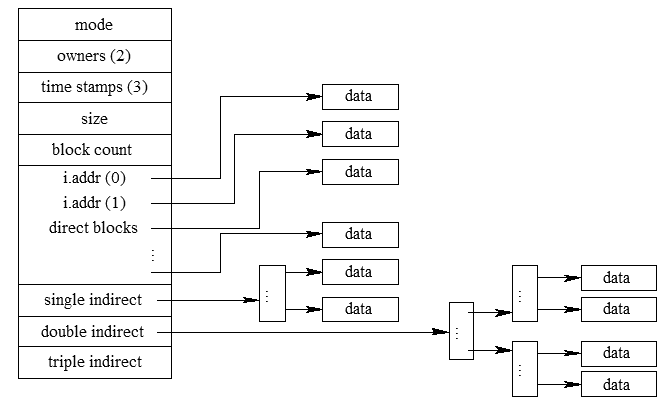 mode
owners (2)
time stamps (3)
size
block count
i.addr (0)
i.addr (1)
direct blocks
⋮
single indirect
double indirect
triple indirect
data
data
data
data
data
⋮
data
⋮
⋮
data
data
⋮
data
data